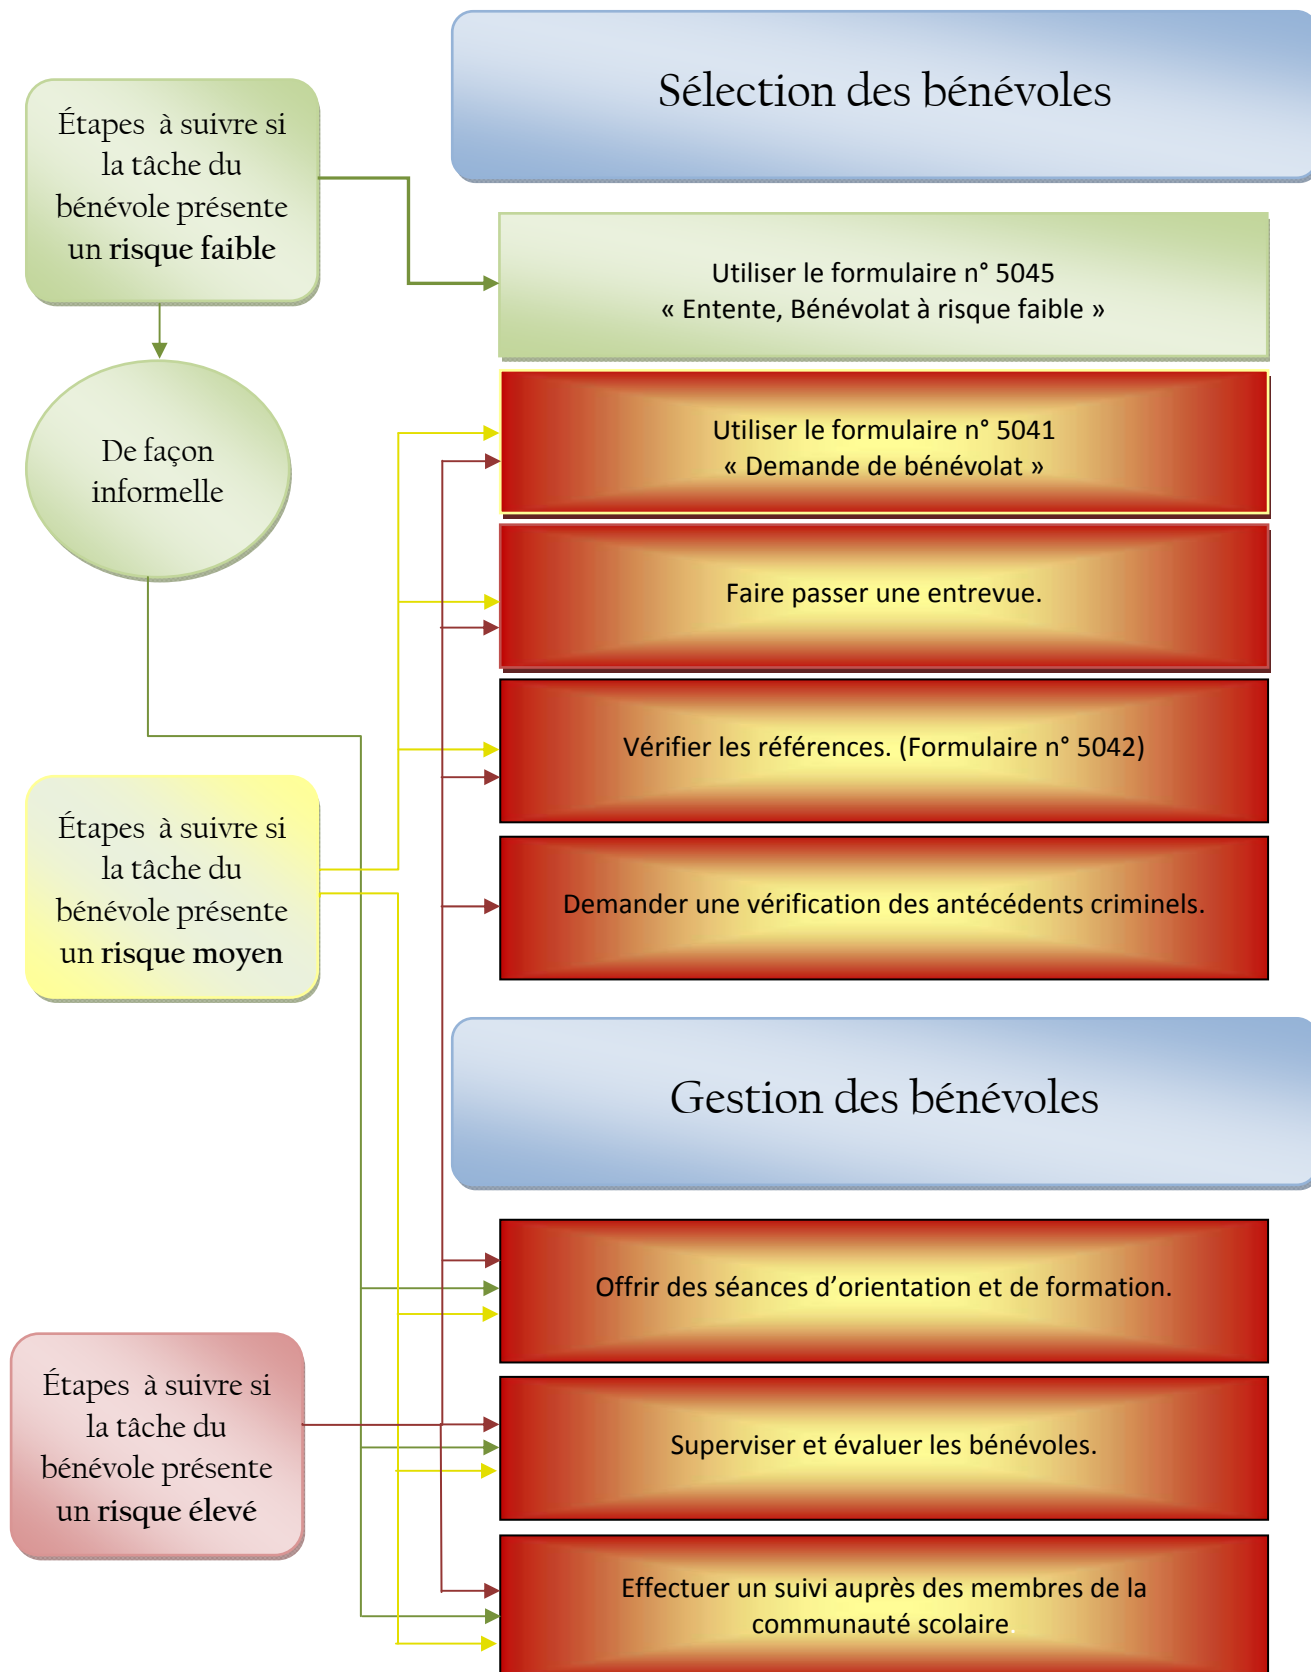 Sélection des bénévoles
Étapes à suivre si
la tâche du
bénévole présente
un risque faible
Utiliser le formulaire n° 5045
« Entente, Bénévolat à risque faible »
De façon
informelle
Utiliser le formulaire n° 5041
« Demande de bénévolat »
Faire passer une entrevue.
Vérifier les références. (Formulaire n° 5042)
Étapes à suivre si
la tâche du
bénévole présente
un risque moyen
Demander une vérification des antécédents criminels.
Gestion des bénévoles
Offrir des séances d’orientation et de formation.
Étapes à suivre si
la tâche du
bénévole présente
un risque élevé
Superviser et évaluer les bénévoles.
Effectuer un suivi auprès des membres de la
communauté scolaire.